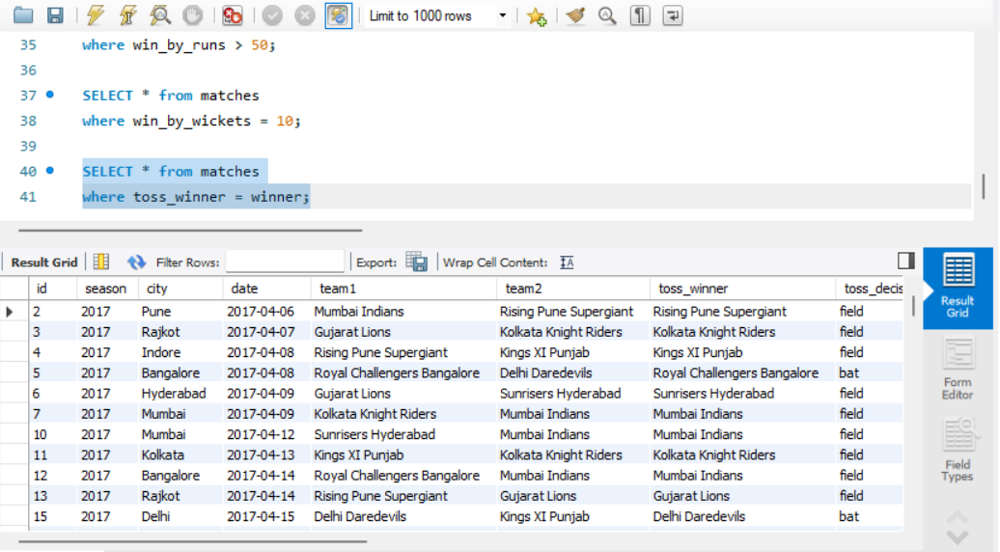 Limit to 1000 rows
35 where win_by_runs > 50;
36
37 SELECT * from matches
38 where win_by_wickets = 10;
39
40 SELECT * from matches
41 where toss_winner = winner;
Result Grid Filter Rows: Export: Wrap Cell Content: IA
id season city date team1 team2 toss_winner toss_decis
2 2017 Pune 2017-04-06 Mumbai Indians Rising Pune Supergiant Rising Pune Supergiant field
3 2017 Rajkot 2017-04-07 Gujarat Lions Kolkata Knight Riders Kolkata Knight Riders field
4 2017 Indore 2017-04-08 Rising Pune Supergiant Kings XI Punjab Kings XI Punjab field
5 2017 Bangalore 2017-04-08 Royal Challengers Bangalore Delhi Daredevils Royal Challengers Bangalore bat
6 2017 Hyderabad 2017-04-09 Gujarat Lions Sunrisers Hyderabad Sunrisers Hyderabad field
7 2017 Mumbai 2017-04-09 Kolkata Knight Riders Mumbai Indians Mumbai Indians field
10 2017 Mumbai 2017-04-12 Sunrisers Hyderabad Mumbai Indians Mumbai Indians field
11 2017 Kolkata 2017-04-13 Kings XI Punjab Kolkata Knight Riders Kolkata Knight Riders field
12 2017 Bangalore 2017-04-14 Royal Challengers Bangalore Mumbai Indians Mumbai Indians field
13 2017 Rajkot 2017-04-14 Rising Pune Supergiant Gujarat Lions Gujarat Lions field
15 2017 Delhi 2017-04-15 Delhi Daredevils Kings XI Punjab Delhi Daredevils bat
Result
Grid
Form
Editor
Field
Types